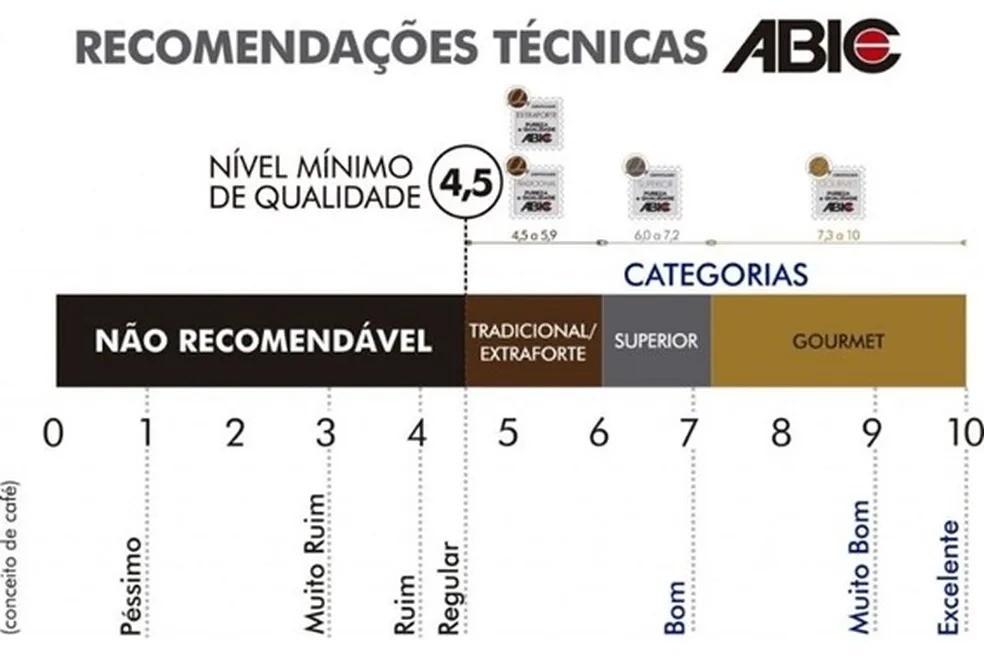 RECOMENDAÇÕES TÉCNICAS ABIC
EXTRAFORTE
PUREZA
e QUALIDADE
ABIC
NÍVEL MÍNIMO
DE QUALIDADE
4,5
TRADICIONAL
PUREZA
e QUALIDADE
ABIC
SUPERIOR
PUREZA
e QUALIDADE
ABIC
GOURMET
PUREZA
e QUALIDADE
ABIC
4,5 a 5,9
6,0 a 7,2
7,3 a 10
CATEGORIAS
NÃO RECOMENDÁVEL
TRADICIONAL/
EXTRAFORTE
SUPERIOR
GOURMET
0 1 2 3 4 5 6 7 8 9 10
(conceito de café)
Péssimo
Muito Ruim
Ruim
Regular
Bom
Muito Bom
Excelente